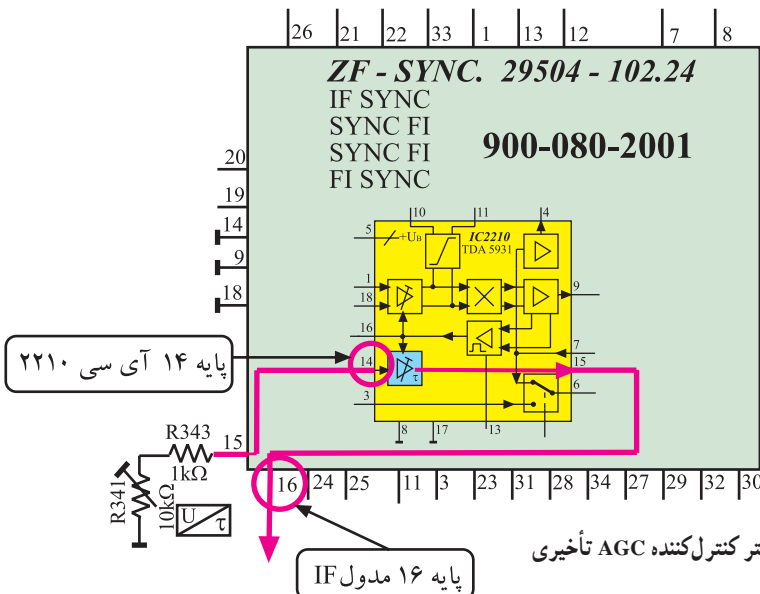 26 21 22 33 1 13 12 7 8
ZF - SYNC. 29504 - 102.24
IF SYNC
SYNC FI
SYNC FI
FI SYNC
900-080-2001
20
19
14
9
18
10 11 4
5 +UB IC2210
TDA 5931
1
18
9
16
7
14
τ
15
6
3
8 17 13
پایه ۱۴ آی سی ۲۲۱۰
R343
1kΩ
15
R341
10kΩ
U τ
16 24 25 11 3 23 31 28 34 27 29 32 30
تر کنترل‌کننده AGC تأخیری
پایه ۱۶ مدول IF